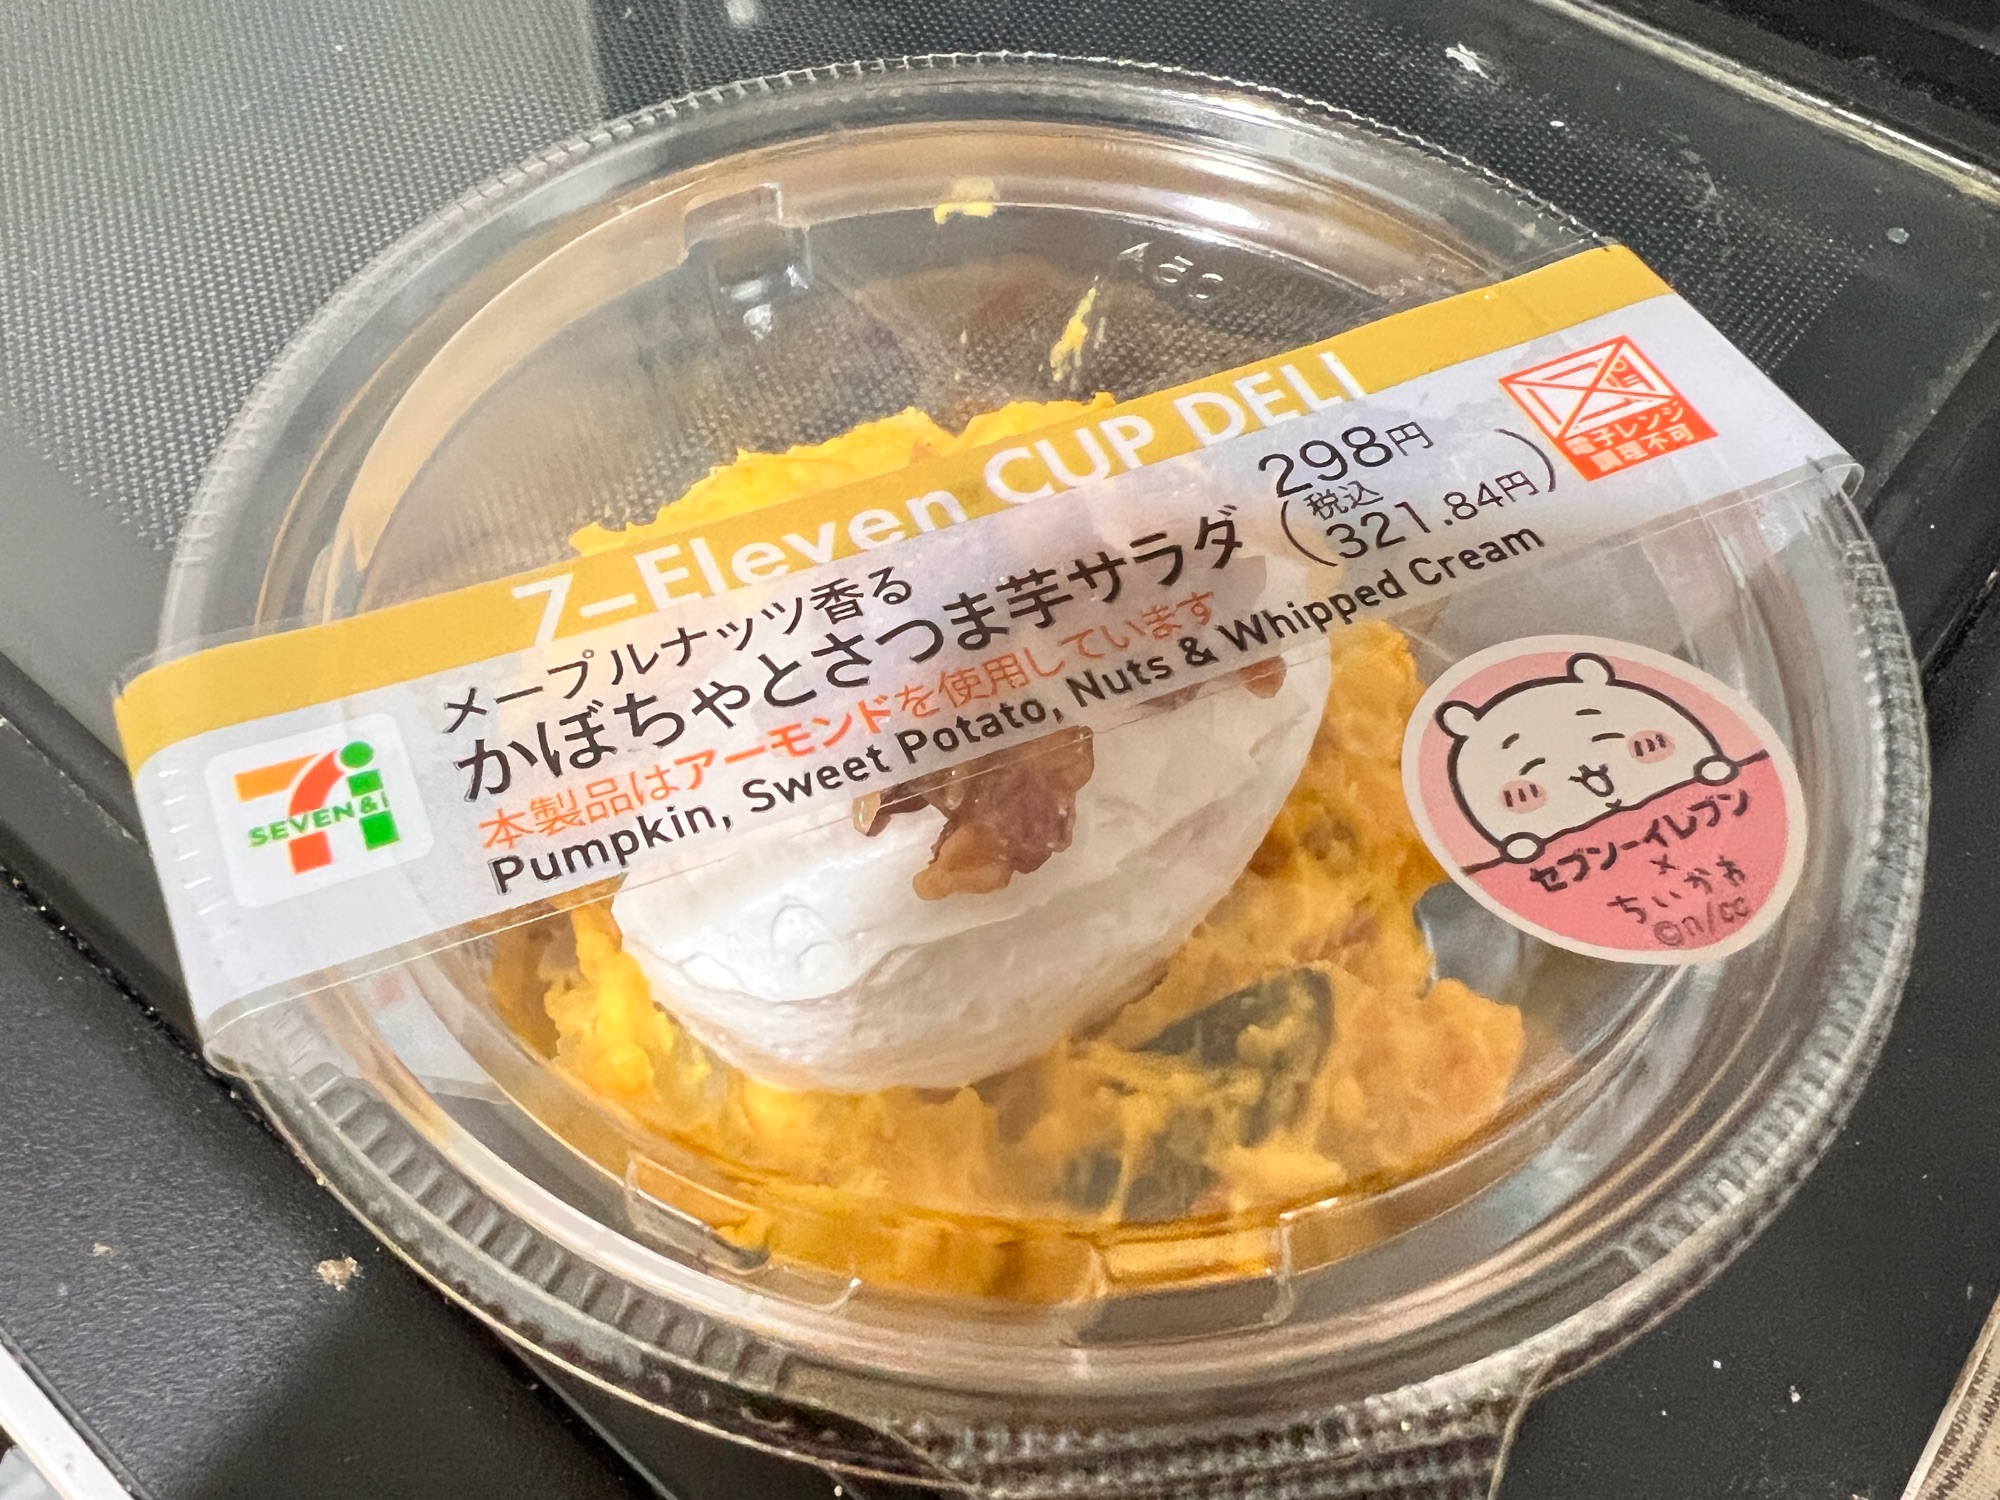 7-Eleven CUP DELI
メープルナッツ香る
かぼちゃとさつま芋サラダ
298円
(税込 321.84円)
本製品はアーモンドを使用しています
Pumpkin, Sweet Potato, Nuts & Whipped Cream
電子レンジ
調理不可
SEVEN&i
セブン-イレブン
×
ちいかわ
©n/cc